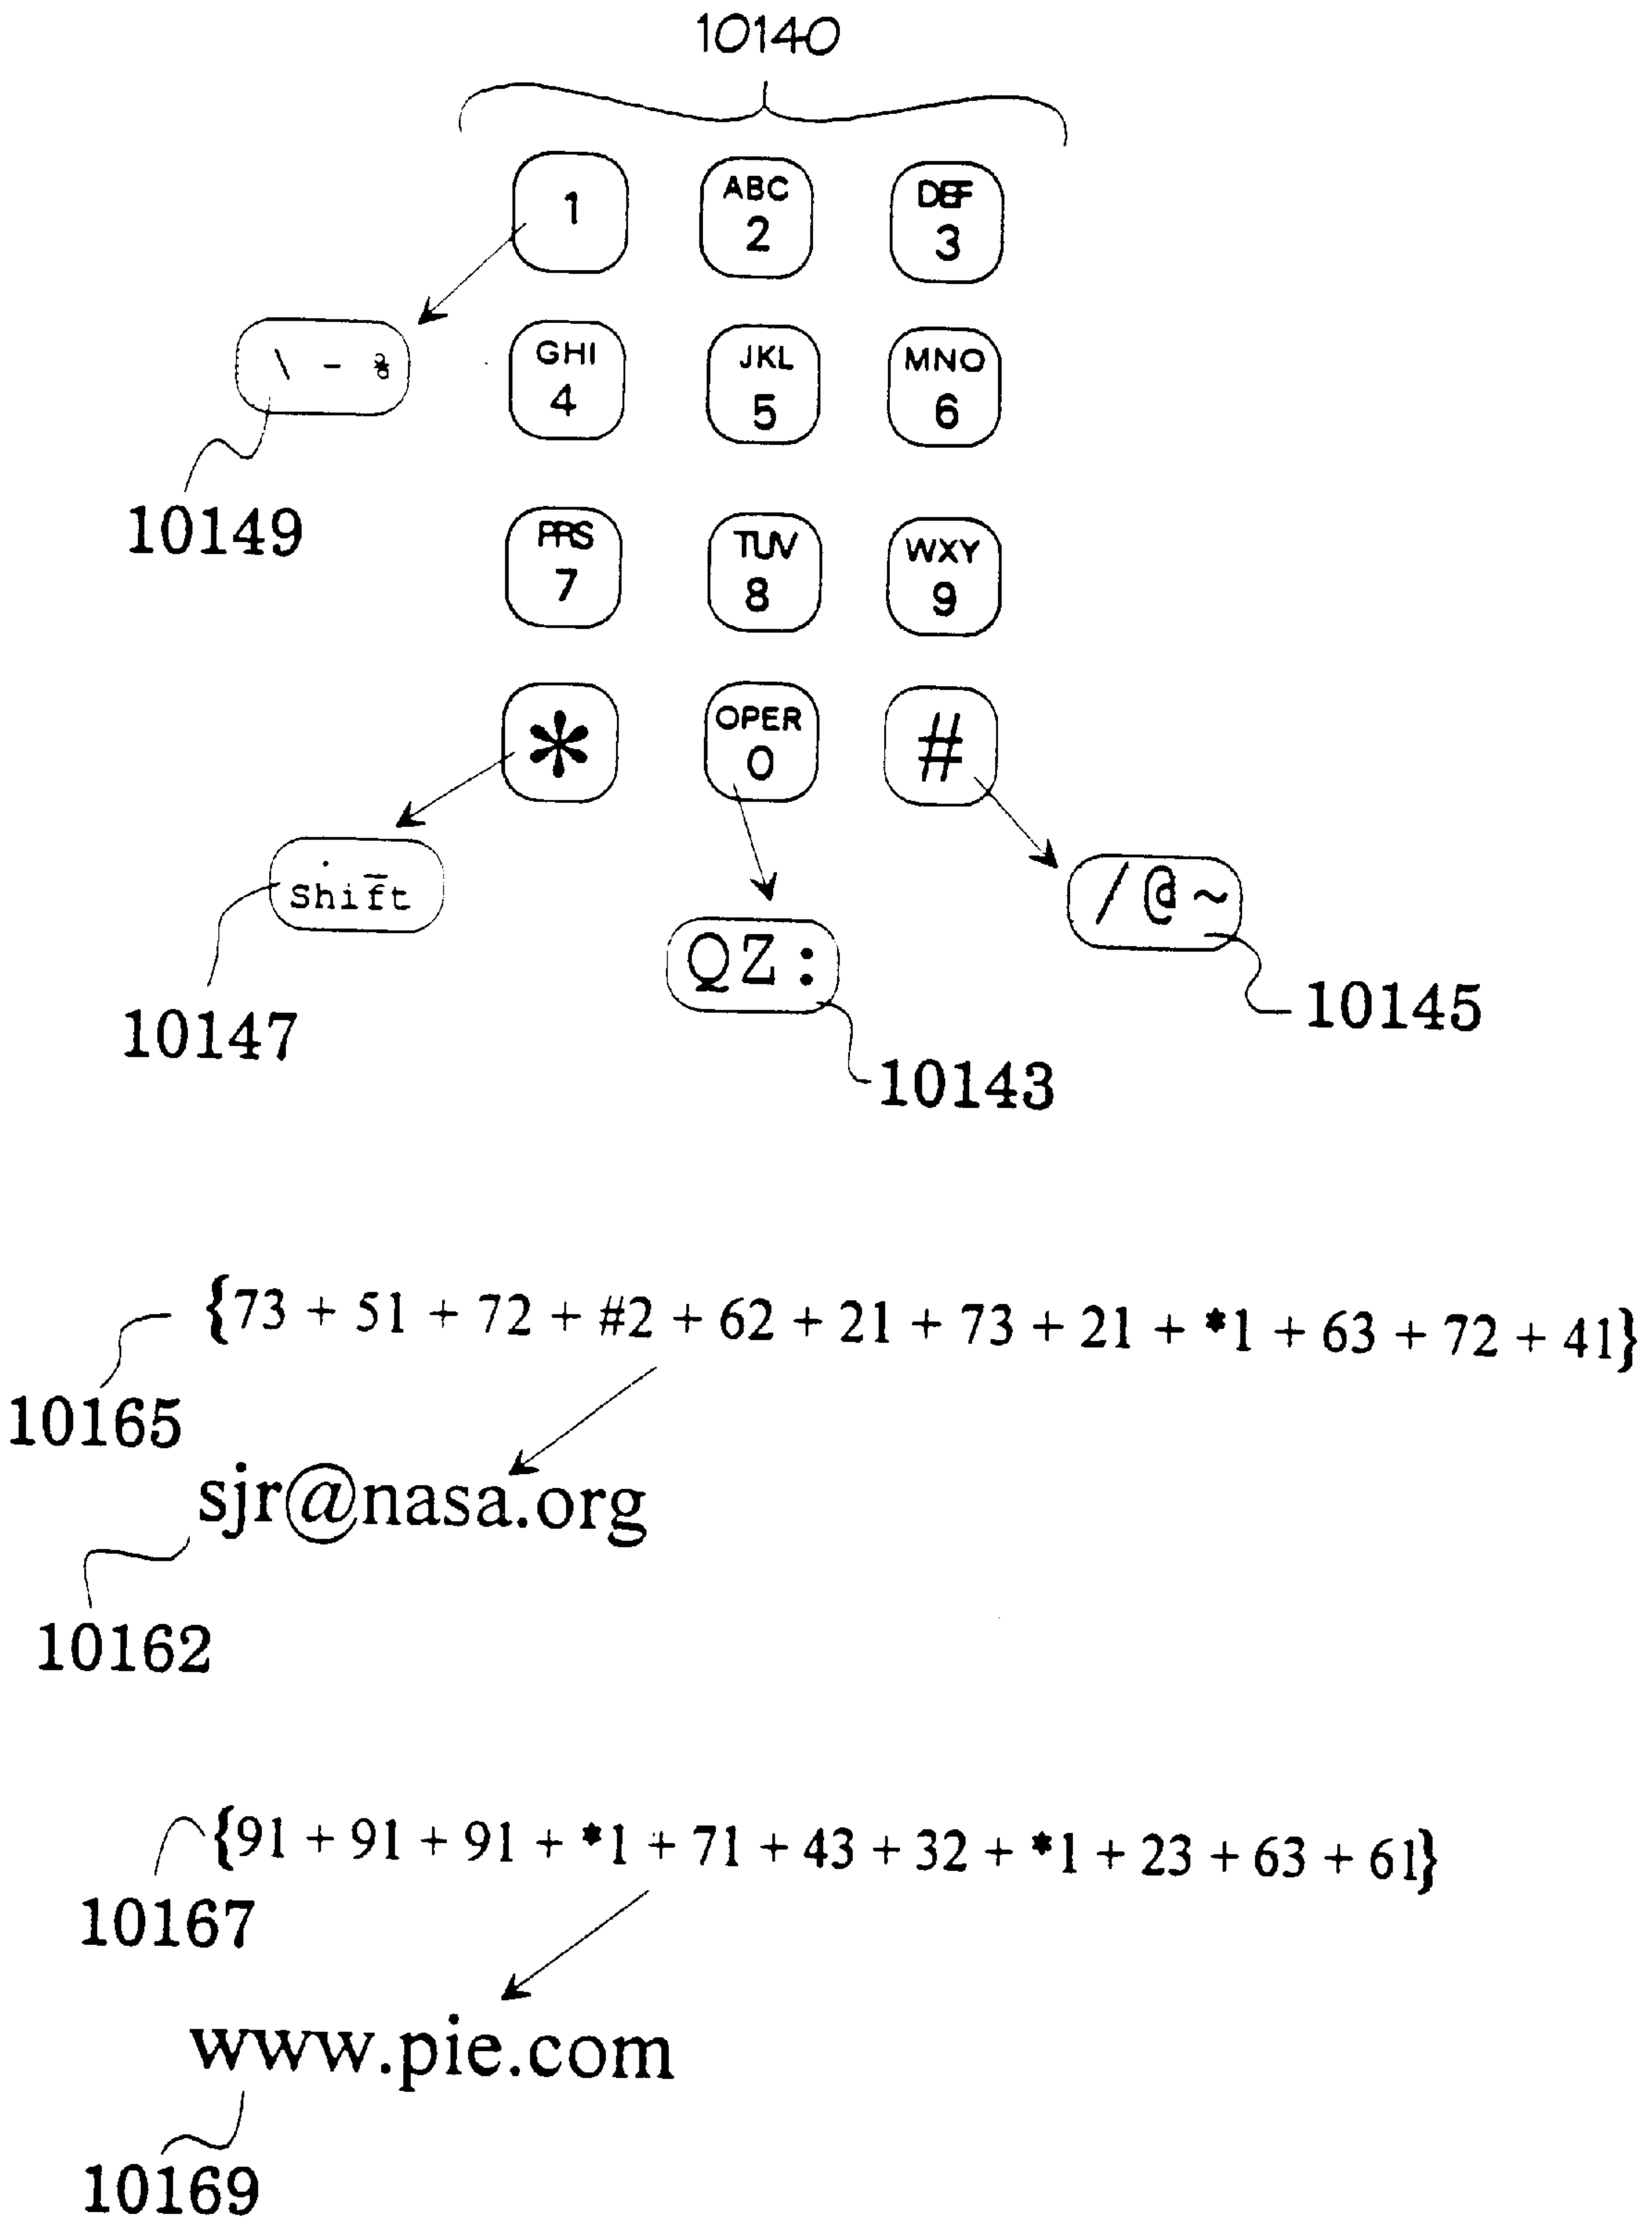 10140
1
ABC
2
DEF
3
\ - %
GHI
4
JKL
5
MNO
6
10149
PRS
7
TUV
8
WXY
9
*
OPER
0
#
Shift
/ @ ~
QZ:
10145
10147
10143
{73 + 51 + 72 + #2 + 62 + 21 + 73 + 21 + *1 + 63 + 72 + 41}
10165
sjr@nasa.org
10162
{91 + 91 + 91 + *1 + 71 + 43 + 32 + *1 + 23 + 63 + 61}
10167
www.pie.com
10169